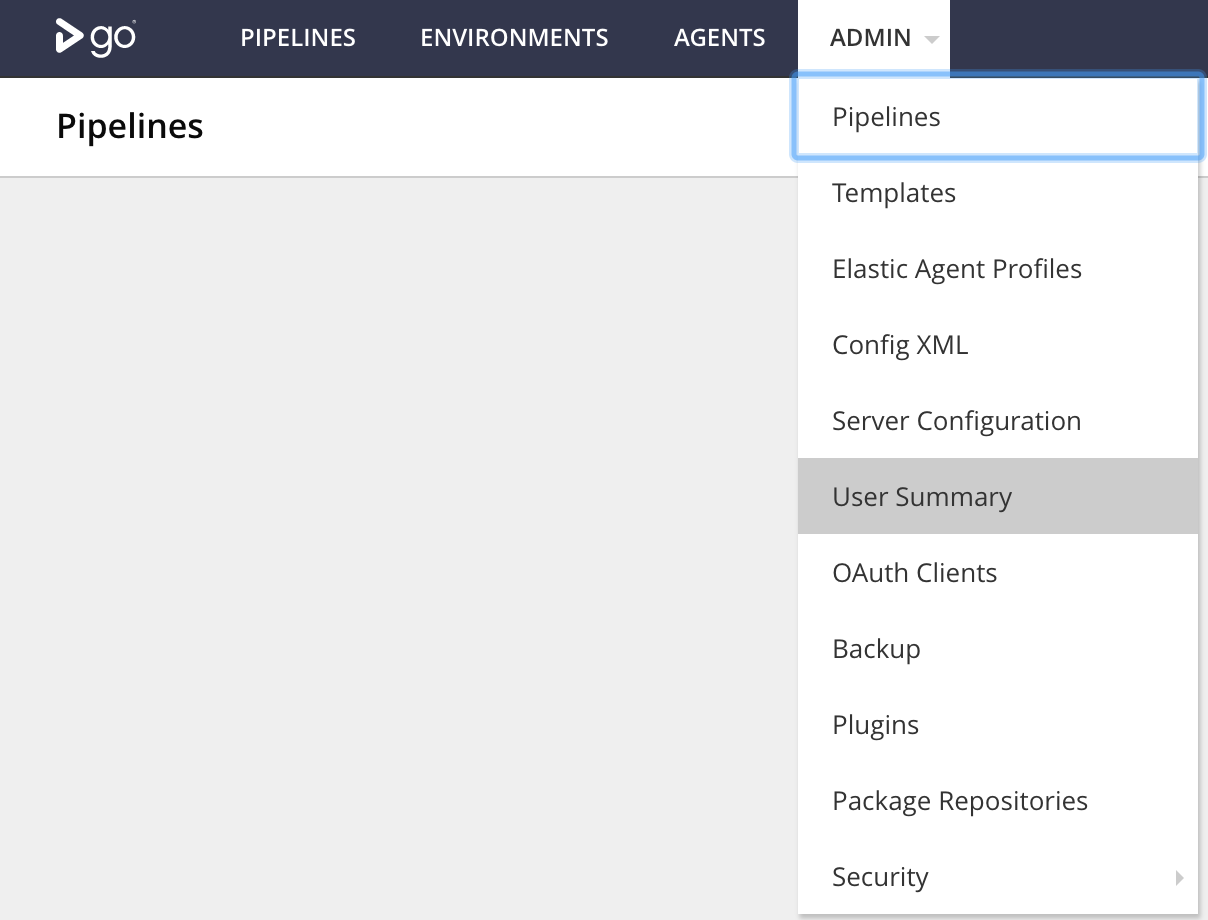 go
PIPELINES ENVIRONMENTS AGENTS ADMIN
Pipelines
Pipelines
Templates
Elastic Agent Profiles
Config XML
Server Configuration
User Summary
OAuth Clients
Backup
Plugins
Package Repositories
Security